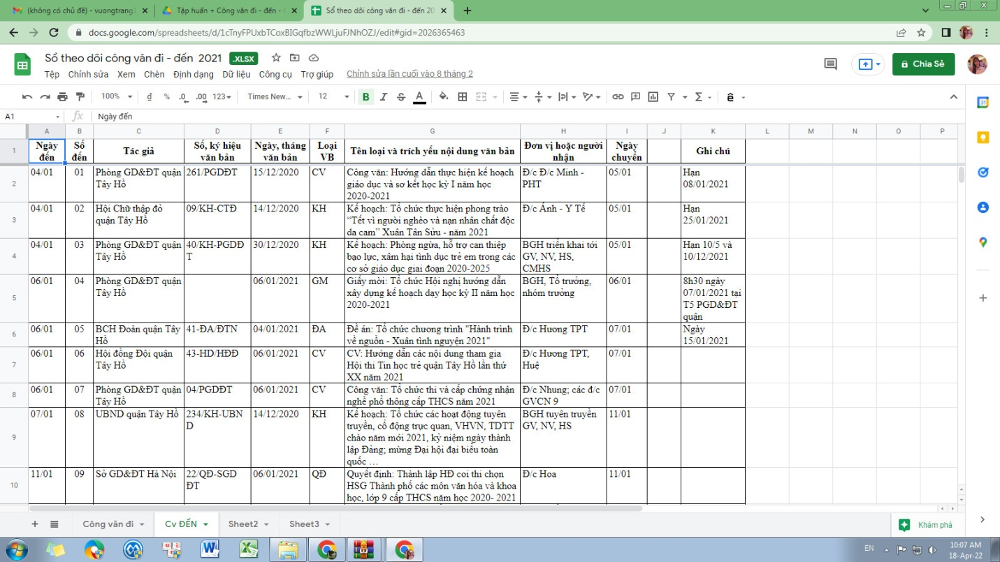 (không có chủ đề) - vuongtrang
Tập huấn + Công văn đi - đến -
Sổ theo dõi công văn đi - đến 20
docs.google.com/spreadsheets/d/1cTnyFPUxbTCoxBIGqfbzWWLjuFJNhOZJ/edit#gid=2026365463
Sổ theo dõi công văn đi - đến 2021 .XLSX
Tệp Chỉnh sửa Xem Chèn Định dạng Dữ liệu Công cụ Trợ giúp Chỉnh sửa lần cuối vào 8 tháng 2
Chia Sẻ
100% đ % .0 .00 123 Times New... 12 B I S A
A1 fx Ngày đến
A B C D E F G H I J K L M N O P
1 Ngày đến Số đến Tác giả Số, ký hiệu văn bản Ngày, tháng văn bản Loại VB Tên loại và trích yếu nội dung văn bản Đơn vị hoặc người nhận Ngày chuyển Ghi chú
2 04/01 01 Phòng GD&ĐT quận Tây Hồ 261/PGDĐT 15/12/2020 CV Công văn: Hướng dẫn thực hiện kế hoạch giáo dục và sơ kết học kỳ I năm học 2020-2021 Đ/c Đ/c Minh - PHT 05/01 Hạn 08/01/2021
3 04/01 02 Hội Chữ thập đỏ quận Tây Hồ 09/KH-CTĐ 14/12/2020 KH Kế hoạch: Tổ chức thực hiện phong trào “Tết vì người nghèo và nạn nhân chất độc da cam” Xuân Tân Sửu - năm 2021 Đ/c Ánh - Y Tế 05/01 Hạn 25/01/2021
4 04/01 03 Phòng GD&ĐT quận Tây Hồ 40/KH-PGDĐT 30/12/2020 KH Kế hoạch: Phòng ngừa, hỗ trợ can thiệp bạo lực, xâm hại tình dục trẻ em trong các cơ sở giáo dục giai đoạn 2020-2025 BGH triển khai tới GV, NV, HS, CMHS 05/01 Hạn 10/5 và 10/12/2021
5 06/01 04 Phòng GD&ĐT quận Tây Hồ 06/01/2021 GM Giấy mời: Tổ chức Hội nghị hướng dẫn xây dựng kế hoạch dạy học kỳ II năm học 2020-2021 BGH, Tổ trưởng, nhóm trưởng 06/01 8h30 ngày 07/01/2021 tại T5 PGD&ĐT quận
6 06/01 05 BCH Đoàn quận Tây Hồ 41-ĐA/ĐTN 04/01/2021 ĐA Đề án: Tổ chức chương trình "Hành trình về nguồn - Xuân tình nguyện 2021" Đ/c Hương TPT 07/01 Ngày 15/01/2021
7 06/01 06 Hội đồng Đội quận Tây Hồ 43-HD/HĐĐ 06/01/2021 CV CV: Hướng dẫn các nội dung tham gia Hội thi Tin học trẻ quận Tây Hồ lần thứ XX năm 2021 Đ/c Hương TPT, Huệ 07/01
8 06/01 07 Phòng GD&ĐT quận Tây Hồ 04/PGDĐT 06/01/2021 CV Công văn: Tổ chức thi và cấp chứng nhận nghề phổ thông cấp THCS năm 2021 Đ/c Nhung; các đ/c GVCN 9 07/01
9 07/01 08 UBND quận Tây Hồ 234/KH-UBND 14/12/2020 KH Kế hoạch: Tổ chức các hoạt động tuyên truyền, cổ động trực quan, VHVN, TDTT chào năm mới 2021, kỷ niệm ngày thành lập Đảng; mừng Đại hội đại biểu toàn quốc … BGH tuyên truyền GV, NV, HS 11/01
10 11/01 09 Sở GD&ĐT Hà Nội 22/QĐ-SGDĐT 06/01/2021 QĐ Quyết định: Thành lập HĐ coi thi chọn HSG Thành phố các môn văn hóa và khoa học, lớp 9 cấp THCS năm học 2020- 2021 Đ/c Hoa 11/01
Công văn đi Cv ĐẾN Sheet2 Sheet3 Khám phá
EN 10:07 AM
18-Apr-22